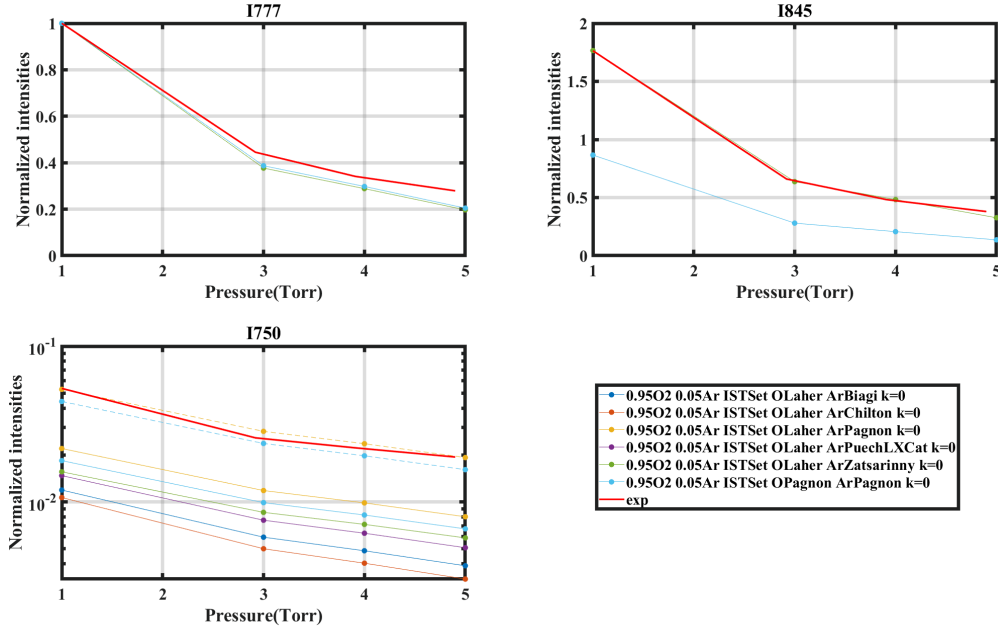 I777
1
0.8
0.6
0.4
0.2
0
1
2
3
4
5
Normalized intensities
Pressure(Torr)
I845
2
1.5
1
0.5
0
1
2
3
4
5
Normalized intensities
Pressure(Torr)
I750
10-1
10-2
1
2
3
4
5
Normalized intensities
Pressure(Torr)
0.95O2 0.05Ar ISTSet OLaher ArBiagi k=0
0.95O2 0.05Ar ISTSet OLaher ArChilton k=0
0.95O2 0.05Ar ISTSet OLaher ArPagnon k=0
0.95O2 0.05Ar ISTSet OLaher ArPuechLXCat k=0
0.95O2 0.05Ar ISTSet OLaher ArZatsarinny k=0
0.95O2 0.05Ar ISTSet OPagnon ArPagnon k=0
exp